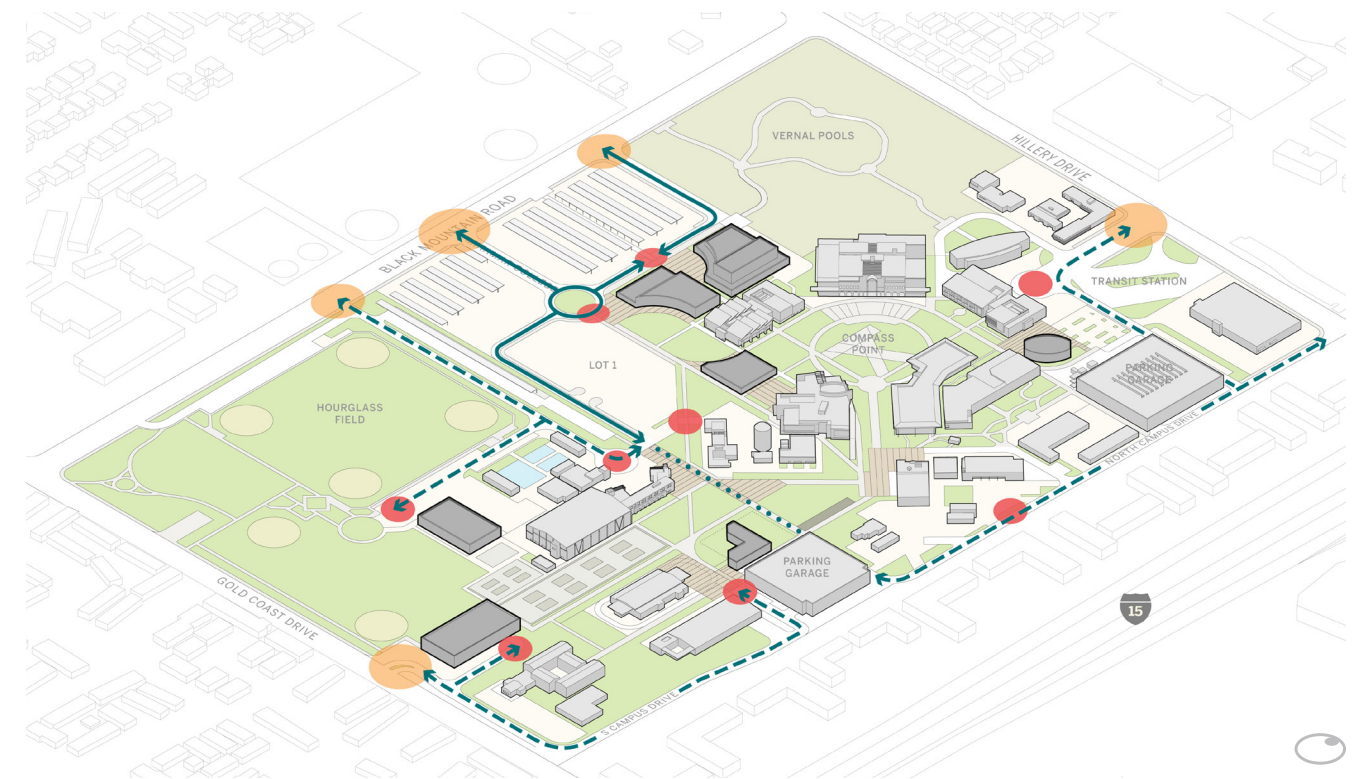 VERNAL POOLS
HILLERY DRIVE
BLACK MOUNTAIN ROAD
TRANSIT STATION
COMPASS
POINT
LOT 1
PARKING
GARAGE
HOURGLASS
FIELD
NORTH CAMPUS DRIVE
PARKING
GARAGE
GOLD COAST DRIVE
15
S CAMPUS DRIVE